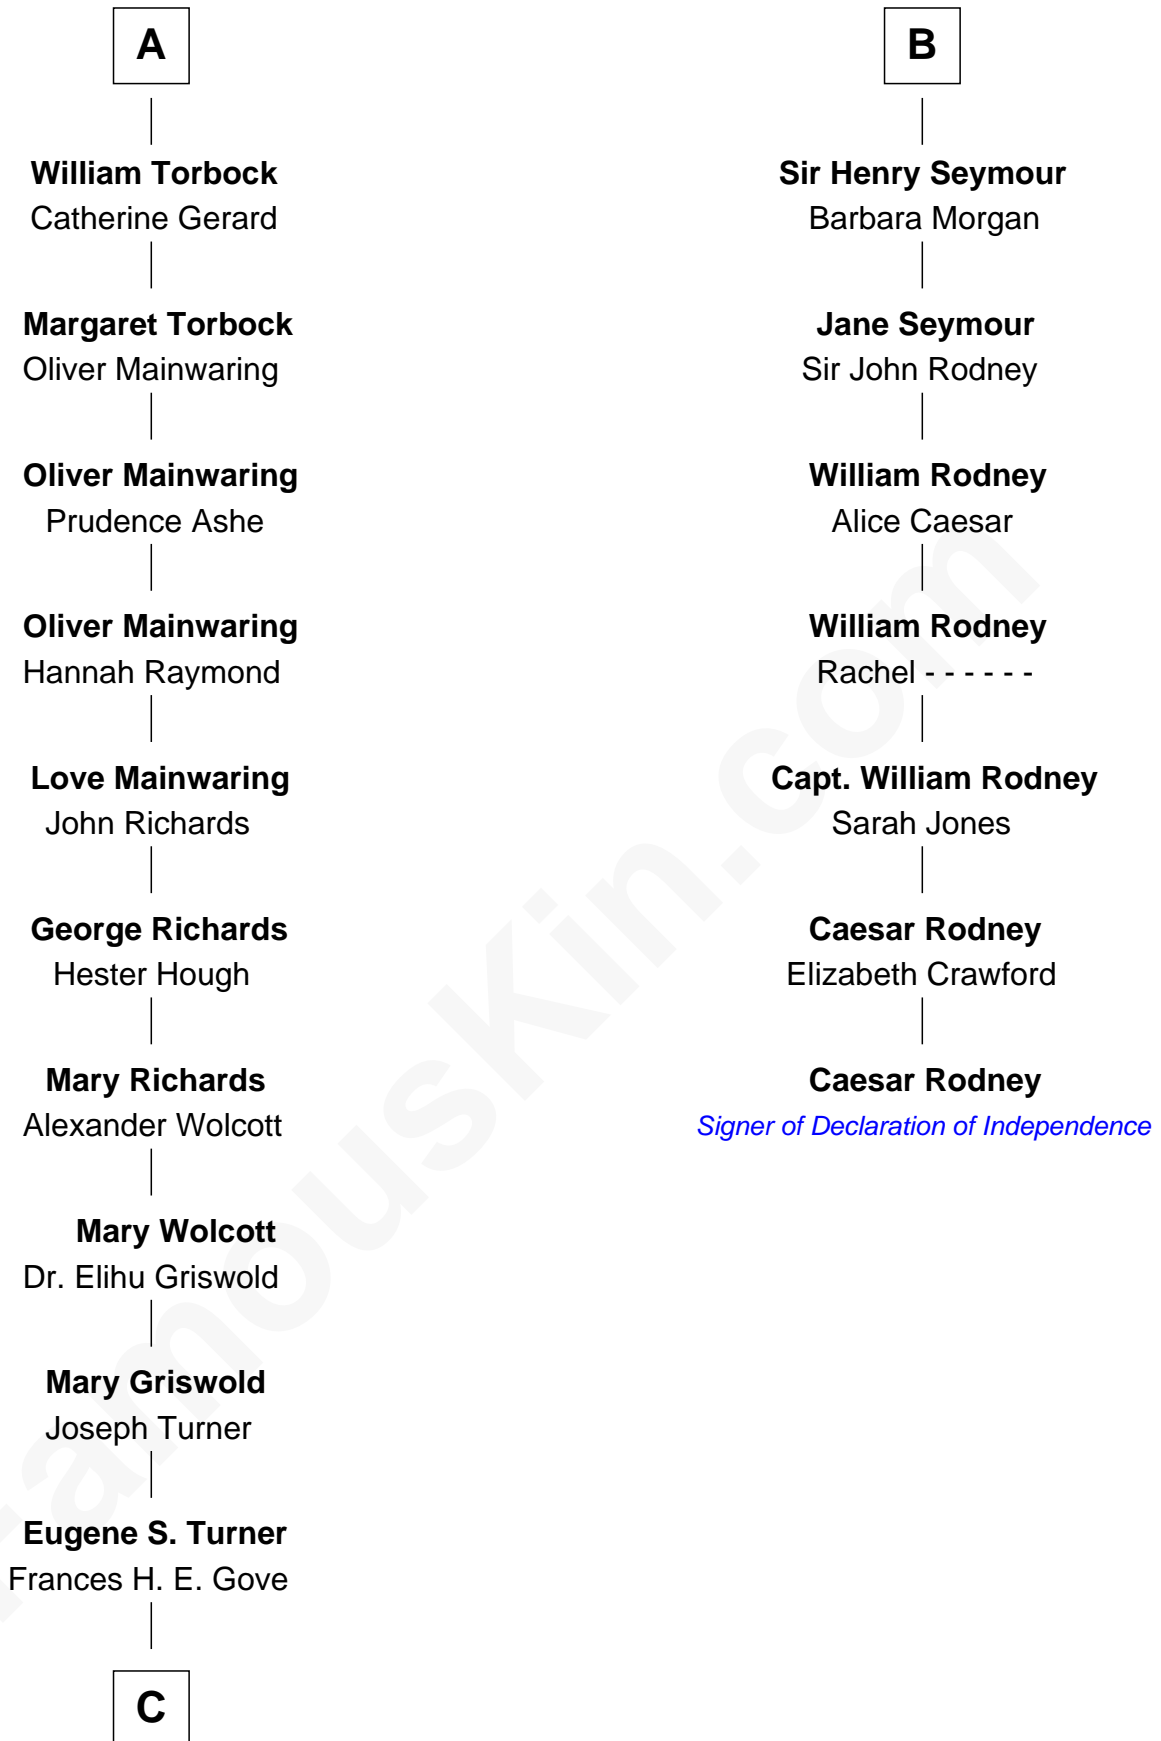 A
William Torbock
Catherine Gerard
Margaret Torbock
Oliver Mainwaring
Oliver Mainwaring
Prudence Ashe
Oliver Mainwaring
Hannah Raymond
Love Mainwaring
John Richards
George Richards
Hester Hough
Mary Richards
Alexander Wolcott
Mary Wolcott
Dr. Elihu Griswold
Mary Griswold
Joseph Turner
Eugene S. Turner
Frances H. E. Gove
C
B
Sir Henry Seymour
Barbara Morgan
Jane Seymour
Sir John Rodney
William Rodney
Alice Caesar
William Rodney
Rachel - - - - - -
Capt. William Rodney
Sarah Jones
Caesar Rodney
Elizabeth Crawford
Caesar Rodney
Signer of Declaration of Independence
FamousKin.com